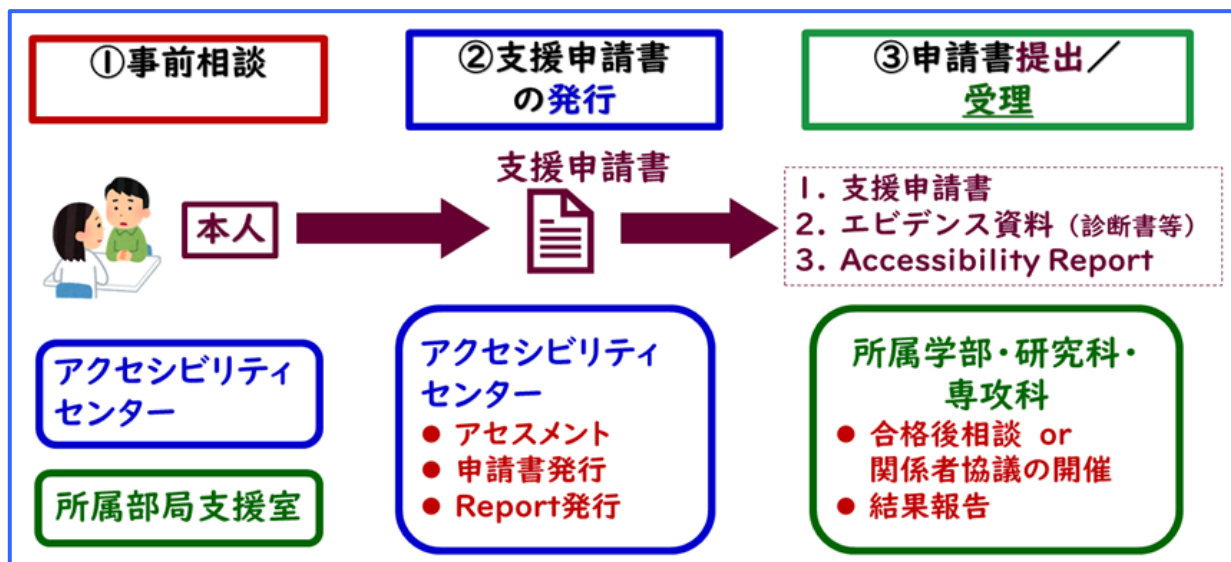 ①事前相談
②支援申請書
の発行
③申請書提出／
受理
本人
支援申請書
1. 支援申請書
2. エビデンス資料（診断書等）
3. Accessibility Report
アクセシビリティ
センター
所属部局支援室
アクセシビリティ
センター
● アセスメント
● 申請書発行
● Report発行
所属学部・研究科・
専攻科
● 合格後相談 or
関係者協議の開催
● 結果報告